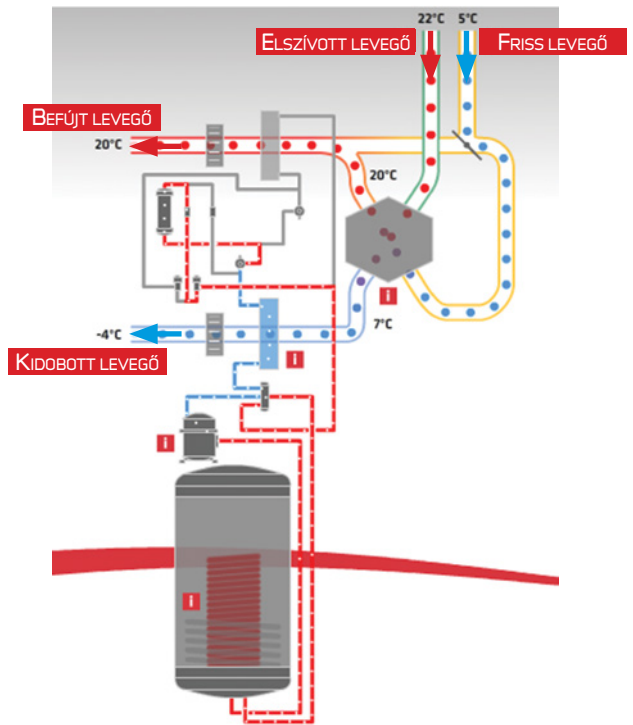 22°C 5°C
ELSZÍVOTT LEVEGŐ FRISS LEVEGŐ
BEFÚJT LEVEGŐ
20°C
20°C
i
7°C
-4°C
i
KIDOBOTT LEVEGŐ
i
i